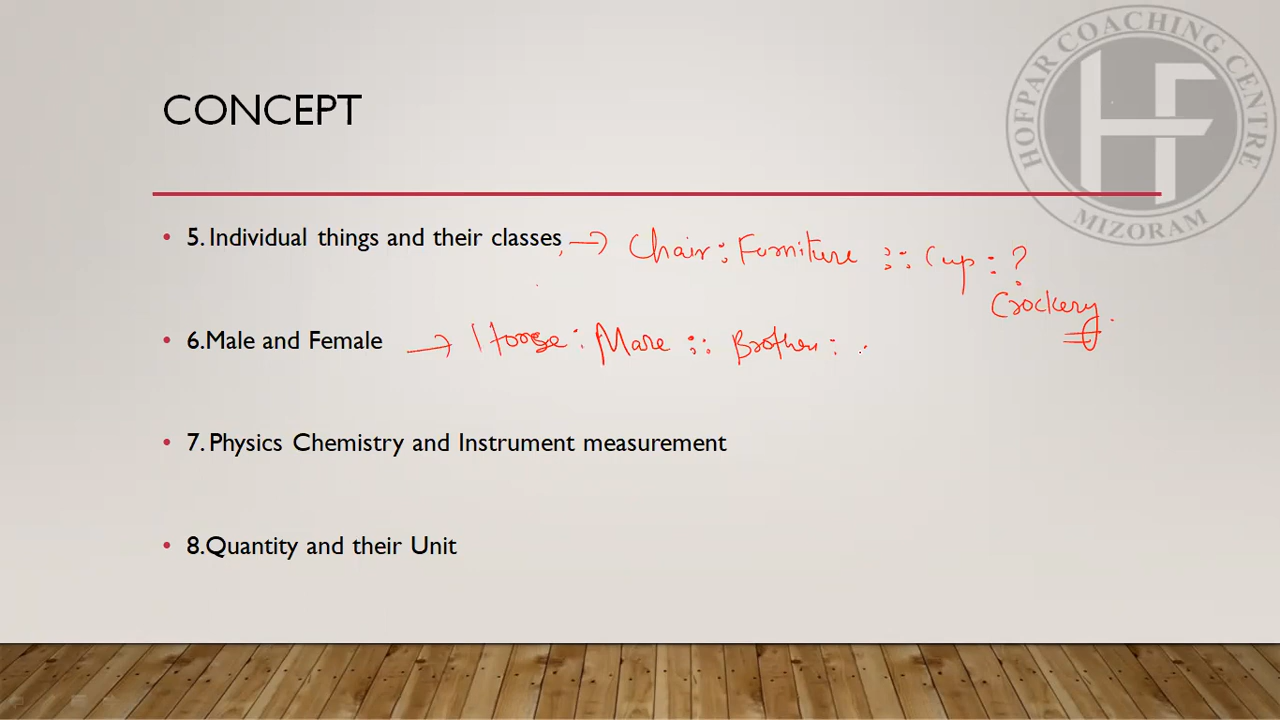 CONCEPT
HOFPAR COACHING CENTRE
MIZORAM
HF
• 5. Individual things and their classes, → Chair : Furniture :: Cup : ?
Crockery
• 6.Male and Female → Horse : Mare :: Brother :
• 7. Physics Chemistry and Instrument measurement
• 8.Quantity and their Unit